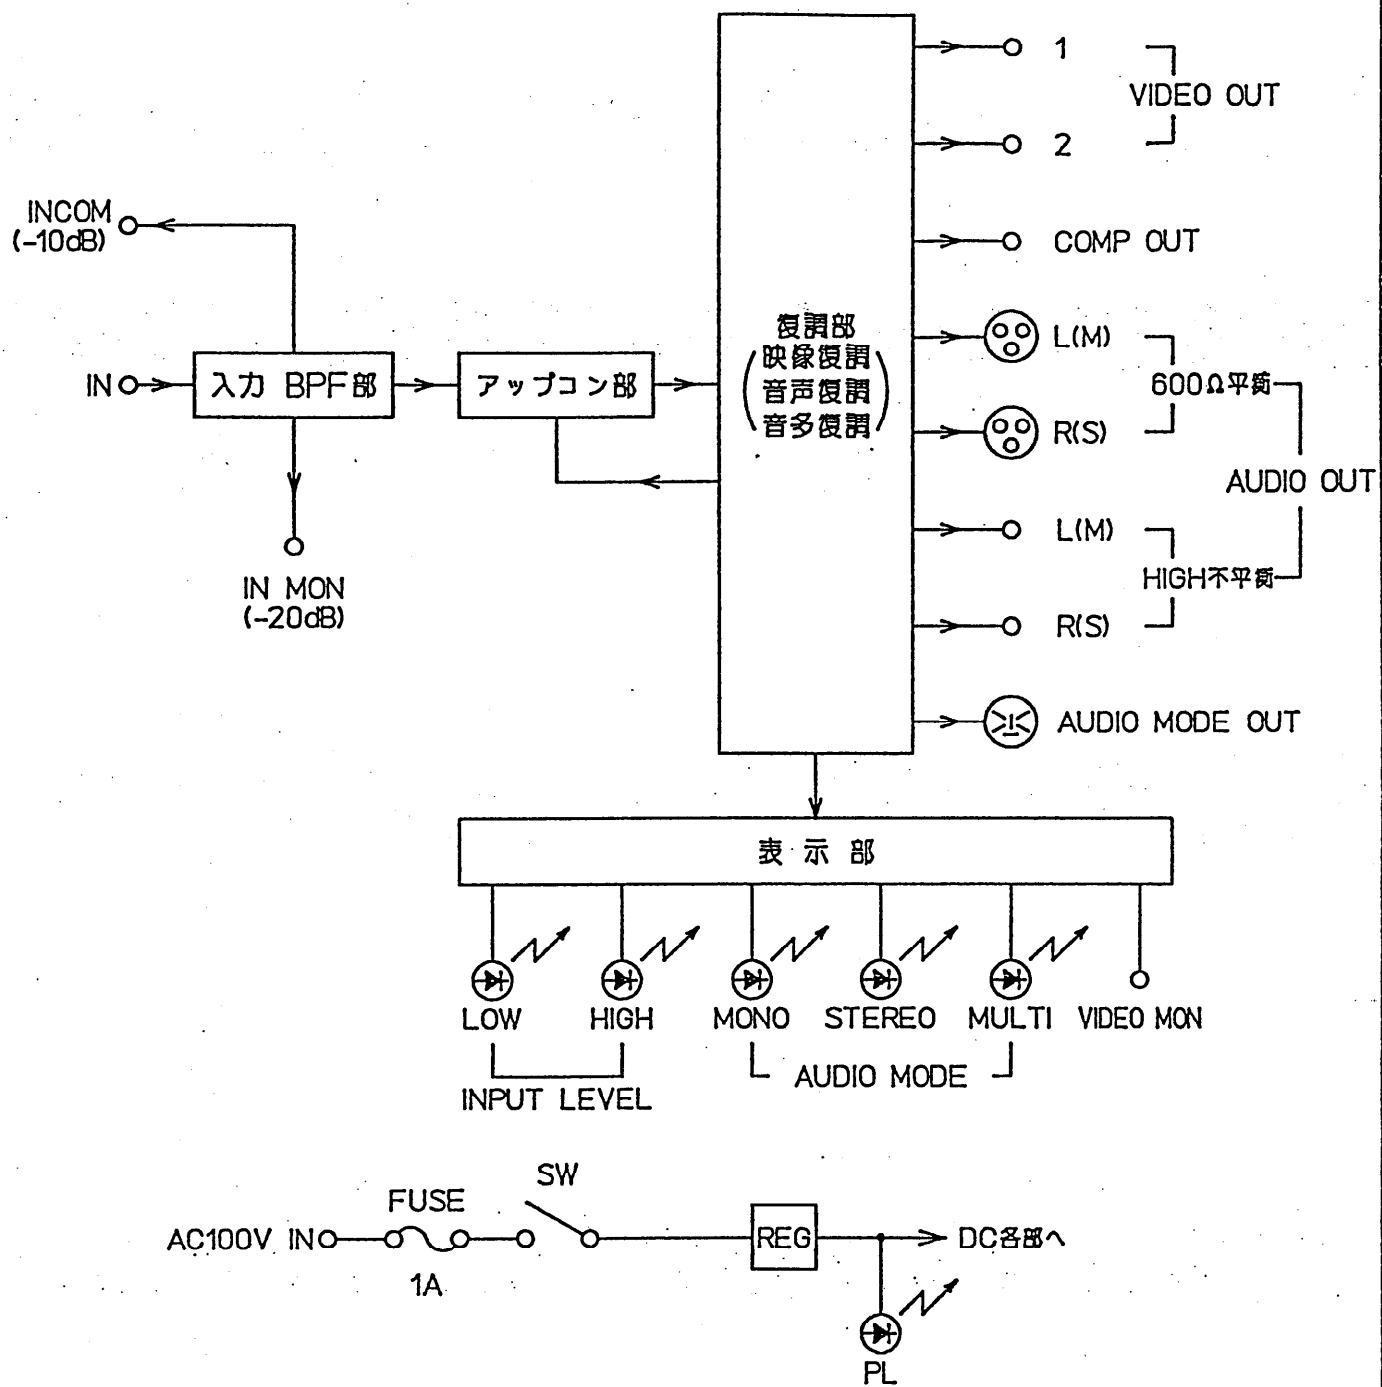 1
VIDEO OUT
2
INCOM
(-10dB)
COMP OUT
IN
入力 BPF部
アップコン部
復調部
映像復調
音声復調
音多復調
L(M)
600Ω平衡
R(S)
AUDIO OUT
L(M)
HIGH不平衡
R(S)
IN MON
(-20dB)
AUDIO MODE OUT
表示部
LOW
HIGH
MONO
STEREO
MULTI
VIDEO MON
INPUT LEVEL
AUDIO MODE
AC100V IN
FUSE
1A
SW
REG
DC各部へ
PL